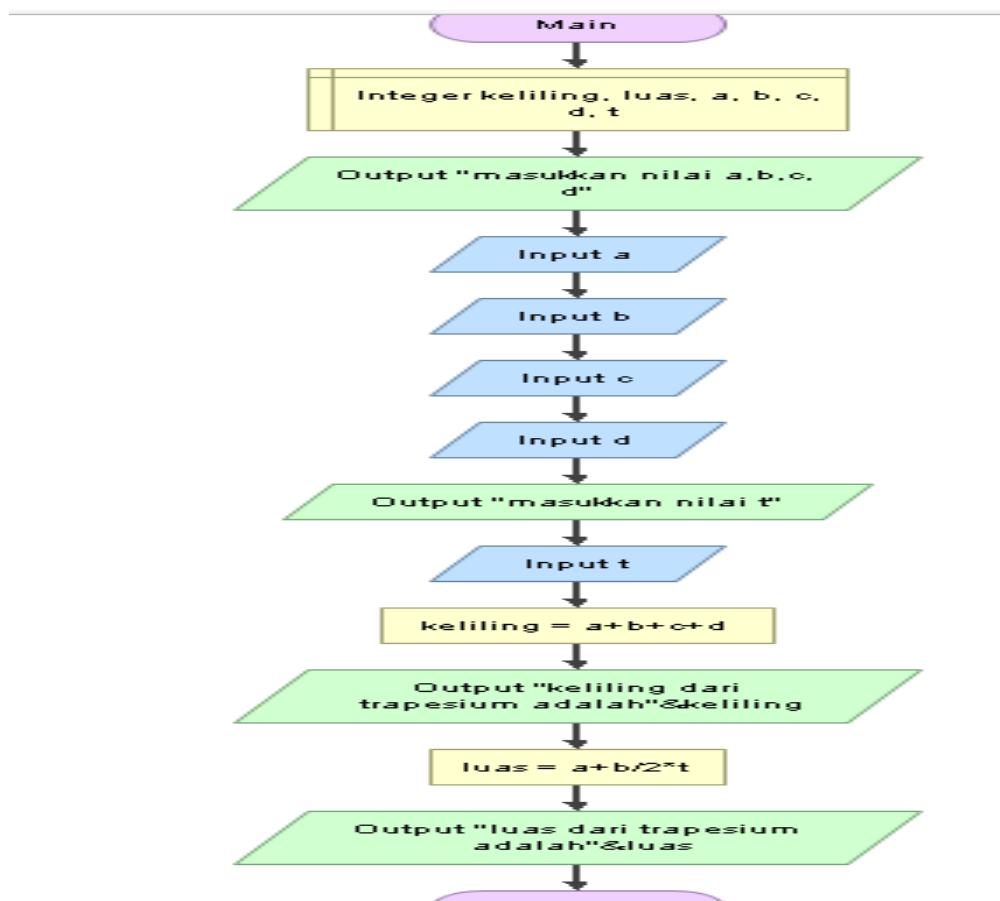 Main
Integer keliling, luas, a, b, c,
d, t
Output "masukkan nilai a,b,c,
d"
Input a
Input b
Input c
Input d
Output "masukkan nilai t"
Input t
keliling = a+b+c+d
Output "keliling dari
trapesium adalah"&keliling
luas = a+b/2*t
Output "luas dari trapesium
adalah"&luas